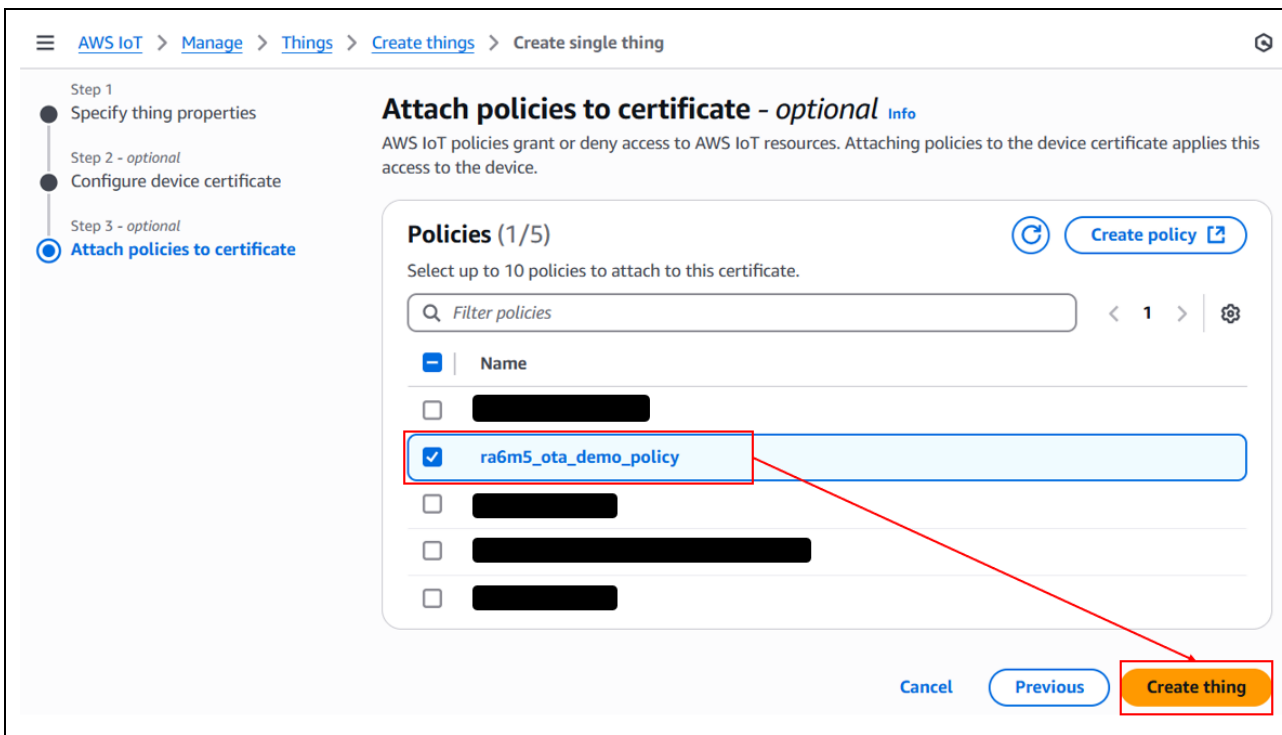 AWS IoT > Manage > Things > Create things > Create single thing
Step 1
Specify thing properties
Step 2 - optional
Configure device certificate
Step 3 - optional
Attach policies to certificate
Attach policies to certificate - optional Info
AWS IoT policies grant or deny access to AWS IoT resources. Attaching policies to the device certificate applies this
access to the device.
Policies (1/5)
Create policy
Select up to 10 policies to attach to this certificate.
Filter policies
< 1 >
Name
ra6m5_ota_demo_policy
Cancel
Previous
Create thing